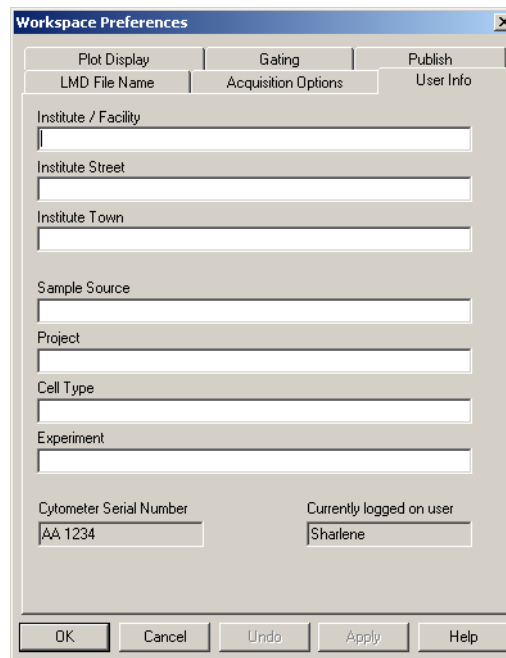 Workspace Preferences
Plot Display Gating Publish
LMD File Name Acquisition Options User Info
Institute / Facility
Institute Street
Institute Town
Sample Source
Project
Cell Type
Experiment
Cytometer Serial Number Currently logged on user
AA 1234 Sharlene
OK Cancel Undo Apply Help